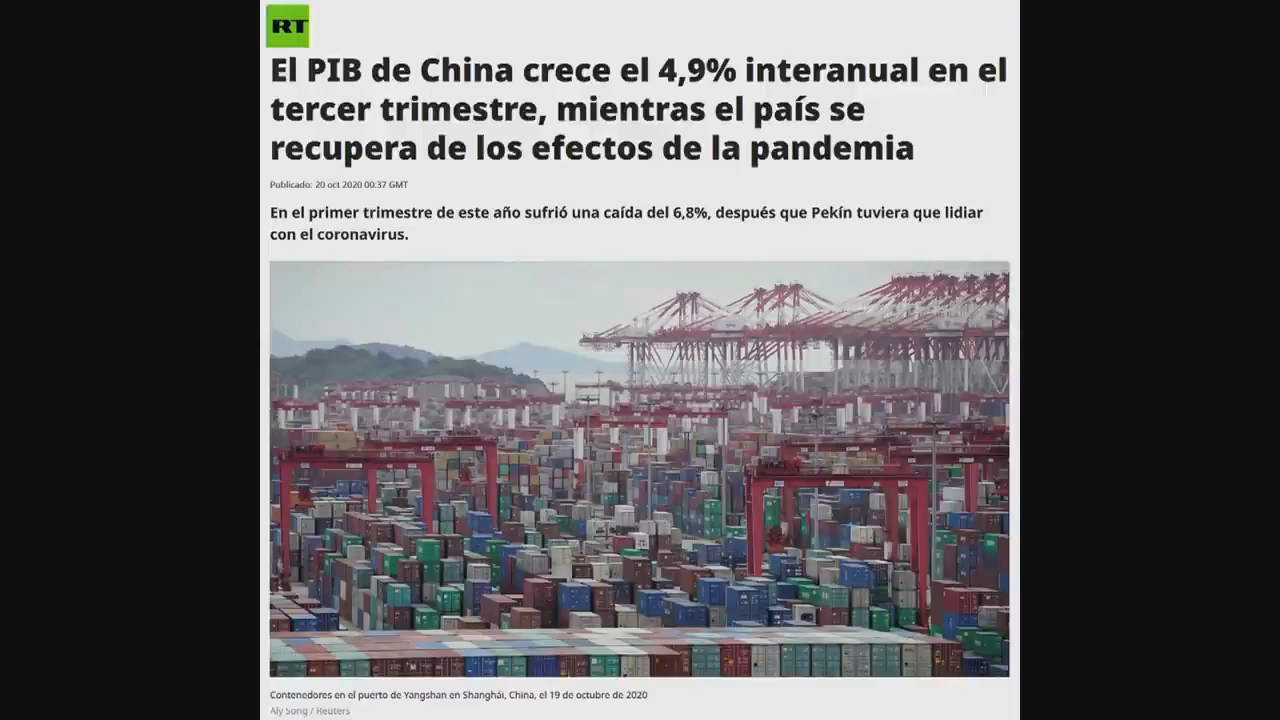 RT
El PIB de China crece el 4,9% interanual en el
tercer trimestre, mientras el país se
recupera de los efectos de la pandemia
Publicado: 20 oct 2020 00:37 GMT
En el primer trimestre de este año sufrió una caída del 6,8%, después que Pekín tuviera que lidiar
con el coronavirus.
Contenedores en el puerto de Yangshan en Shanghái, China, el 19 de octubre de 2020
Aly Song / Reuters